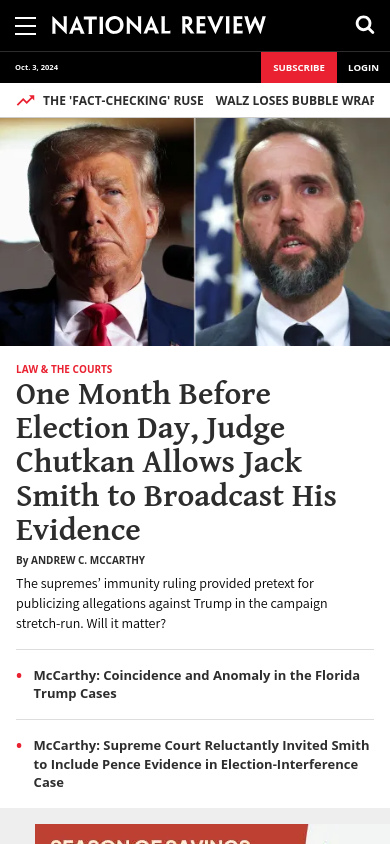 NATIONAL REVIEW
Oct. 3, 2024
SUBSCRIBE
LOGIN
THE 'FACT-CHECKING' RUSE
WALZ LOSES BUBBLE WRAP
LAW & THE COURTS
One Month Before
Election Day, Judge
Chutkan Allows Jack
Smith to Broadcast His
Evidence
By ANDREW C. MCCARTHY
The supremes’ immunity ruling provided pretext for
publicizing allegations against Trump in the campaign
stretch-run. Will it matter?
• McCarthy: Coincidence and Anomaly in the Florida
Trump Cases
• McCarthy: Supreme Court Reluctantly Invited Smith
to Include Pence Evidence in Election-Interference
Case
SEASON OF SAVINGS